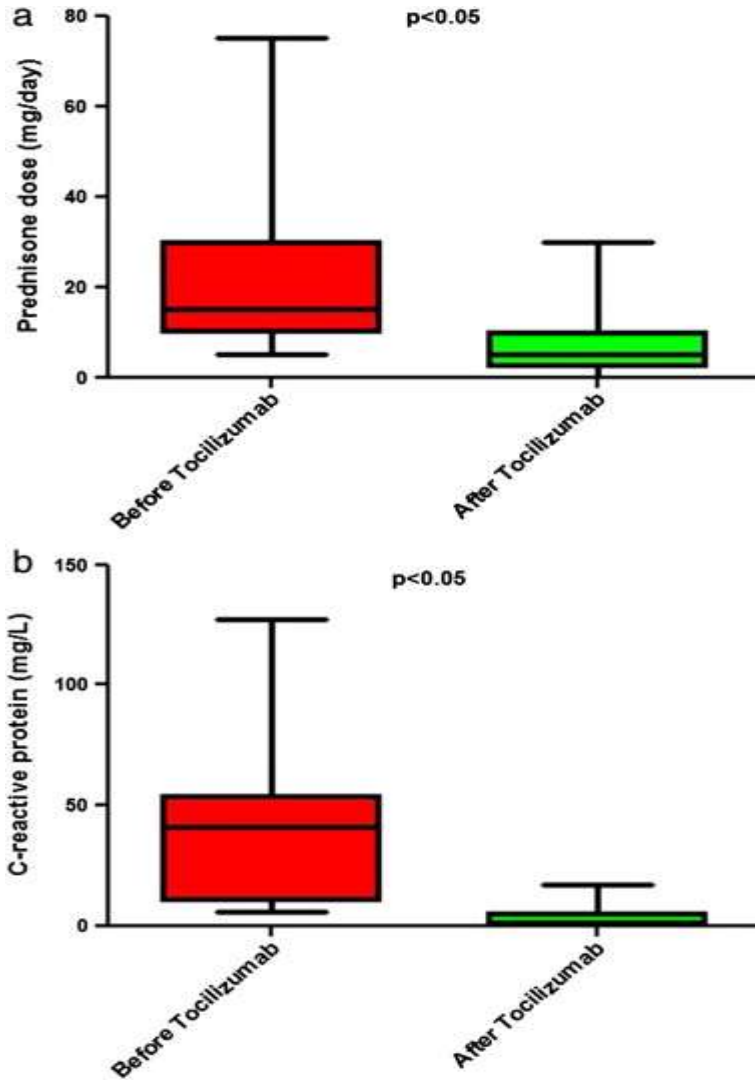 a
p<0.05
Prednisone dose (mg/day)
80
60
40
20
0
Before Tocilizumab
After Tocilizumab
b
p<0.05
C-reactive protein (mg/L)
150
100
50
0
Before Tocilizumab
After Tocilizumab